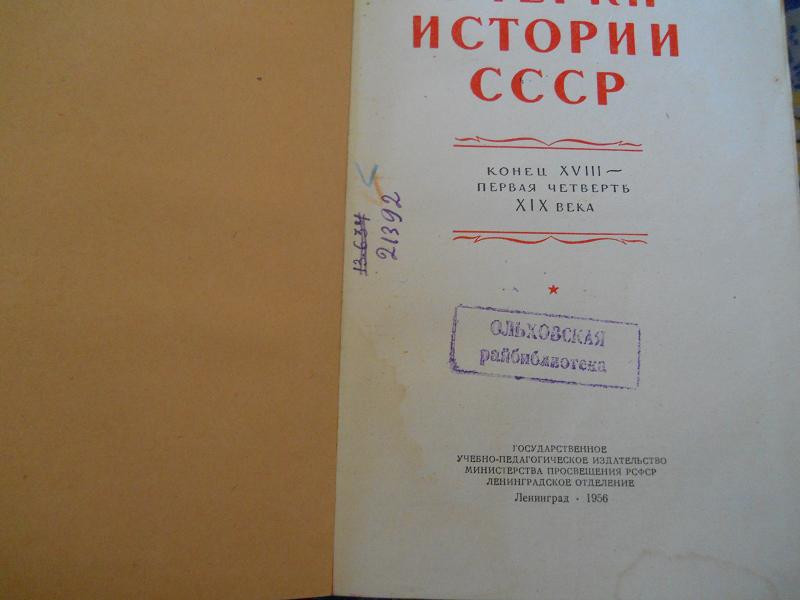 ИСТОРИИ
СССР
КОНЕЦ XVIII —
ПЕРВАЯ ЧЕТВЕРТЬ
XIX ВЕКА
13634
21392
ОЛЬХОВСКАЯ
райбиблиотека
ГОСУДАРСТВЕННОЕ
УЧЕБНО-ПЕДАГОГИЧЕСКОЕ ИЗДАТЕЛЬСТВО
МИНИСТЕРСТВА ПРОСВЕЩЕНИЯ РСФСР
ЛЕНИНГРАДСКОЕ ОТДЕЛЕНИЕ
Ленинград • 1956